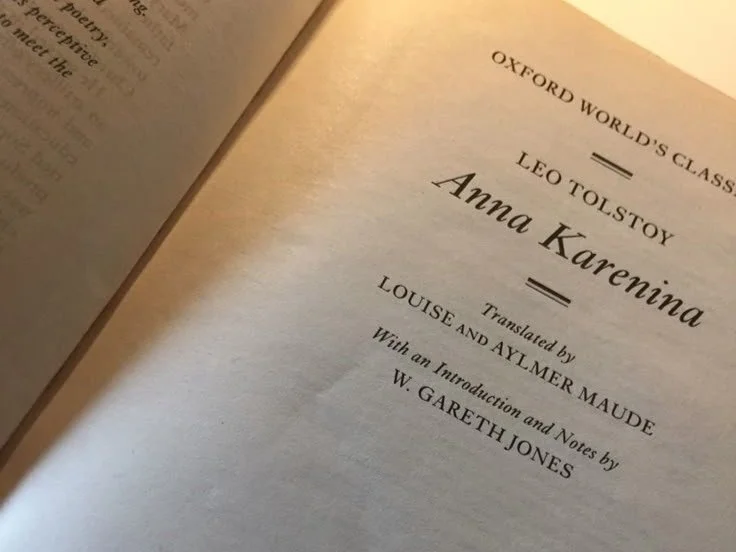 ng,
poetry,
s perceptive
to meet the
OXFORD WORLD'S CLASS
LEO TOLSTOY
Anna Karenina
Translated by
LOUISE AND AYLMER MAUDE
With an Introduction and Notes by
W. GARETH JONES